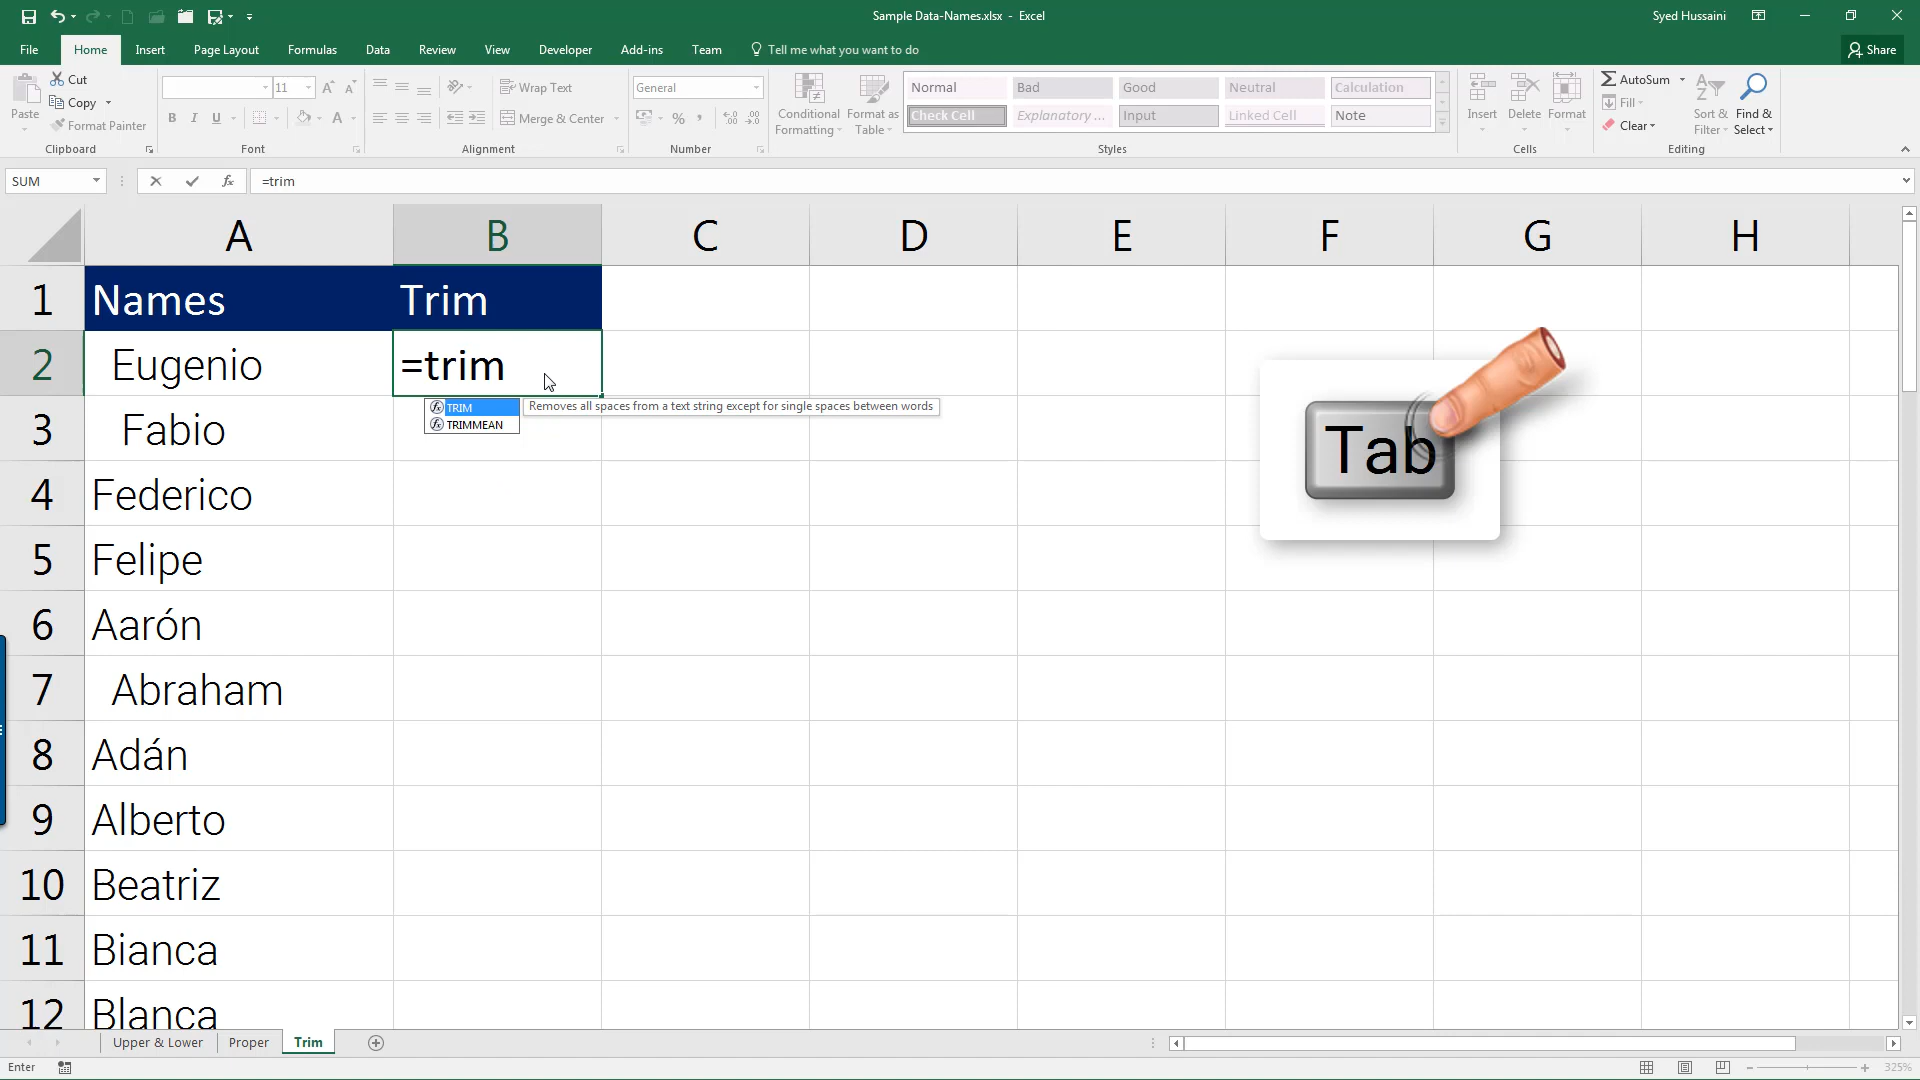 Sample Data-Names.xlsx - Excel
Syed Hussaini
File Home Insert Page Layout Formulas Data Review View Developer Add-ins Team Tell me what you want to do
Share
Paste
Cut
Copy
Format Painter
Clipboard
11 A A
B I U A
Font
Wrap Text
Merge & Center
Alignment
General
% ,
Number
Conditional Formatting
Format as Table
Normal Bad Good Neutral Calculation
Check Cell Explanatory ... Input Linked Cell Note
Styles
Insert Delete Format
Cells
AutoSum
Fill
Clear
Sort & Filter
Find & Select
Editing
SUM fx =trim
A B C D E F G H
1 Names Trim
2 Eugenio =trim
TRIM Removes all spaces from a text string except for single spaces between words
TRIMMEAN
3 Fabio
Tab
4 Federico
5 Felipe
6 Aarón
7 Abraham
8 Adán
9 Alberto
10 Beatriz
11 Bianca
12 Blanca
Upper & Lower Proper Trim
Enter
325%